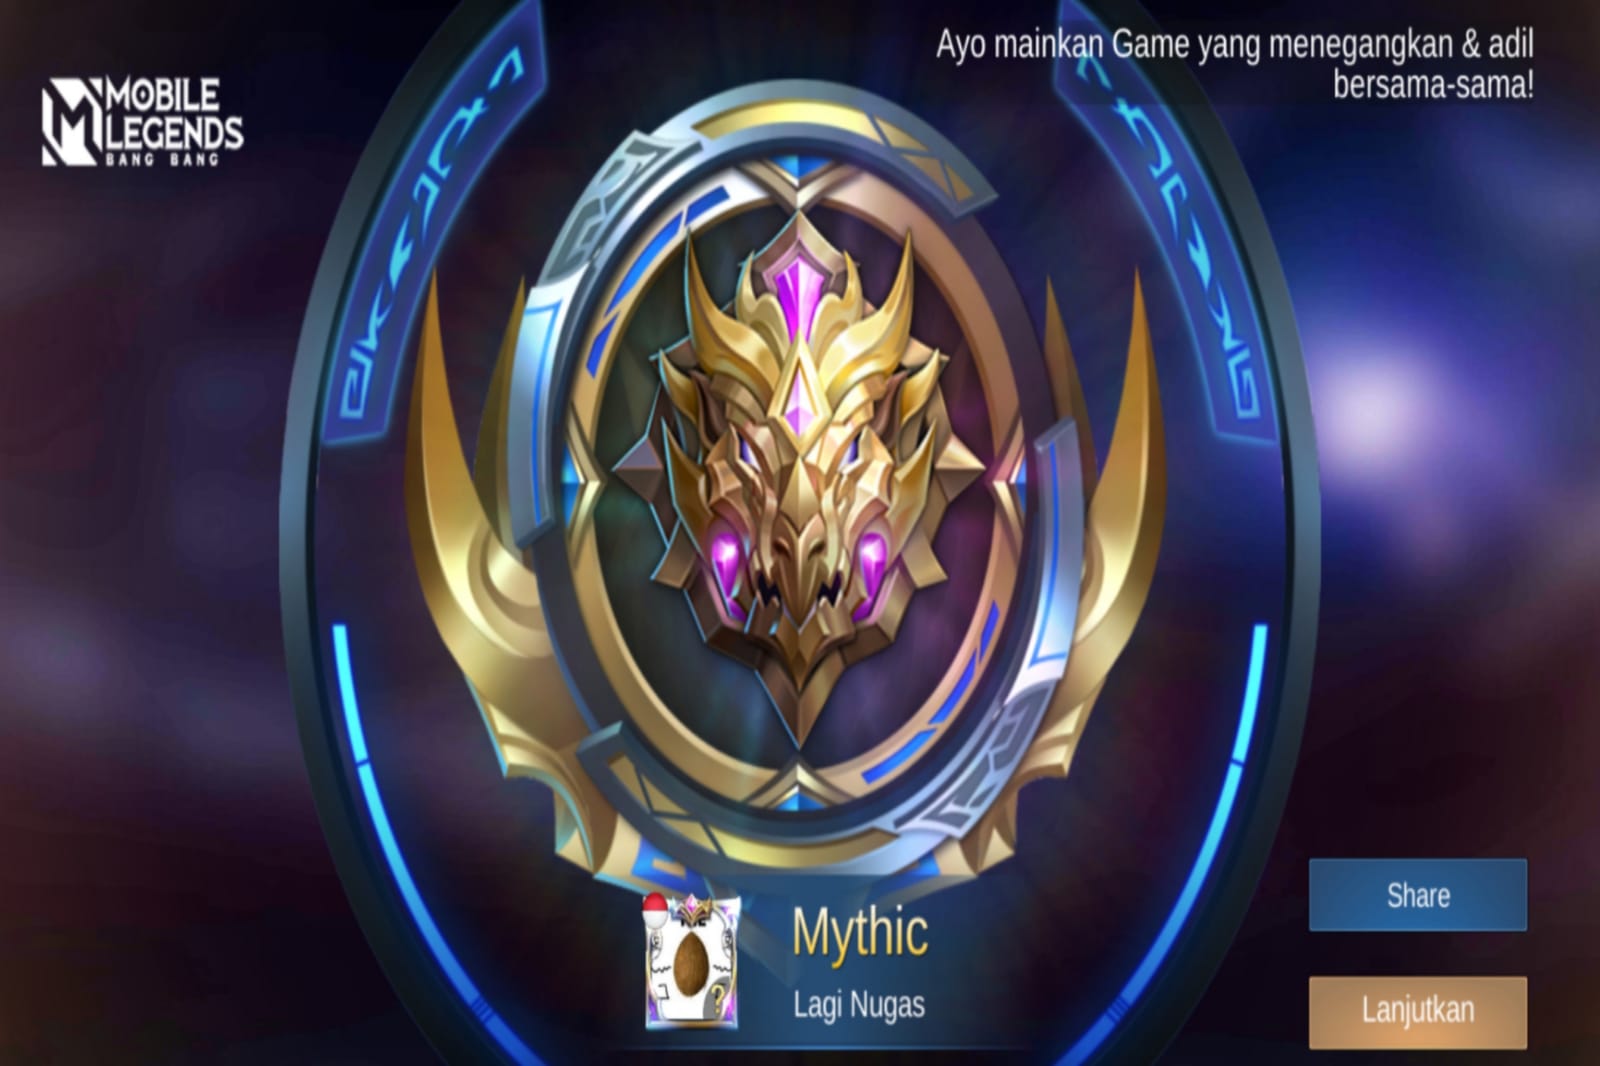 MOBILE
LEGENDS
BANG BANG
Ayo mainkan Game yang menegangkan & adil
bersama-sama!
Mythic
Lagi Nugas
?
Share
Lanjutkan